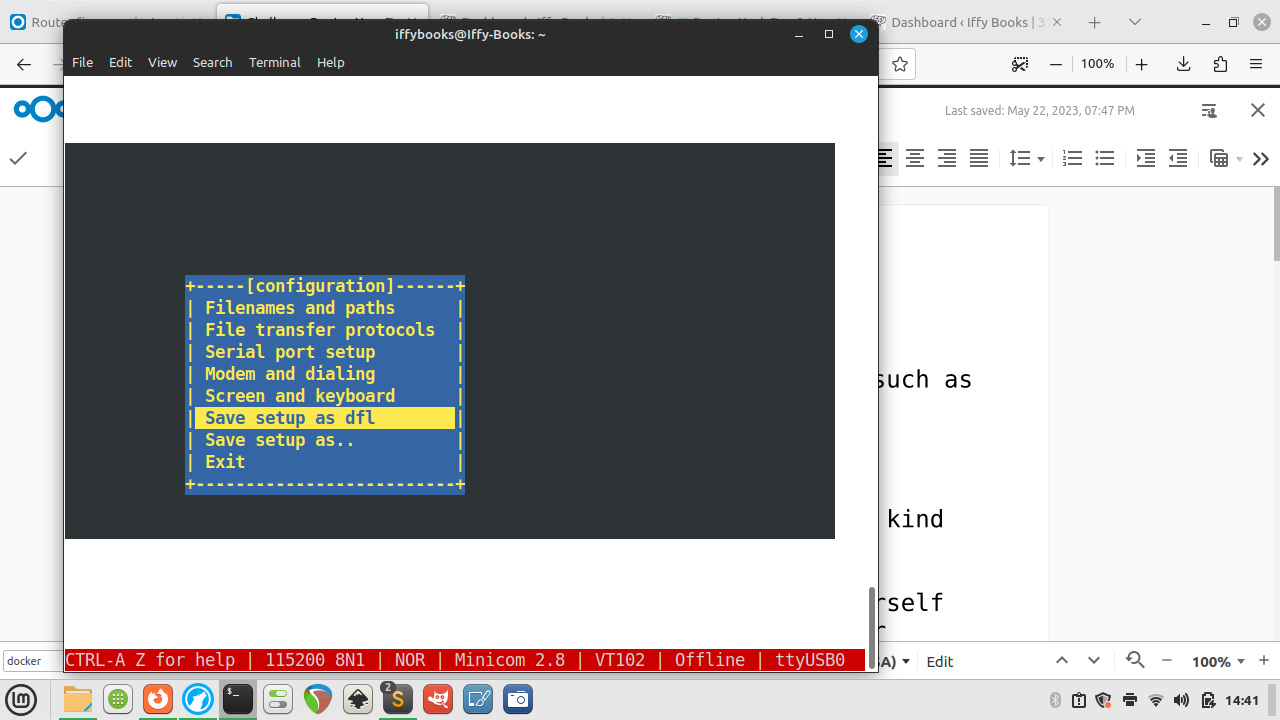 iffybooks@Iffy-Books: ~
Dashboard ‹ Iffy Books | 3
File Edit View Search Terminal Help
100%
Last saved: May 22, 2023, 07:47 PM
+-----[configuration]------+
| Filenames and paths |
| File transfer protocols |
| Serial port setup |
| Modem and dialing |
| Screen and keyboard |
| Save setup as dfl |
| Save setup as.. |
| Exit |
+--------------------------+
such as
kind
rself
CTRL-A Z for help | 115200 8N1 | NOR | Minicom 2.8 | VT102 | Offline | ttyUSB0
docker
Edit
100%
2
14:41